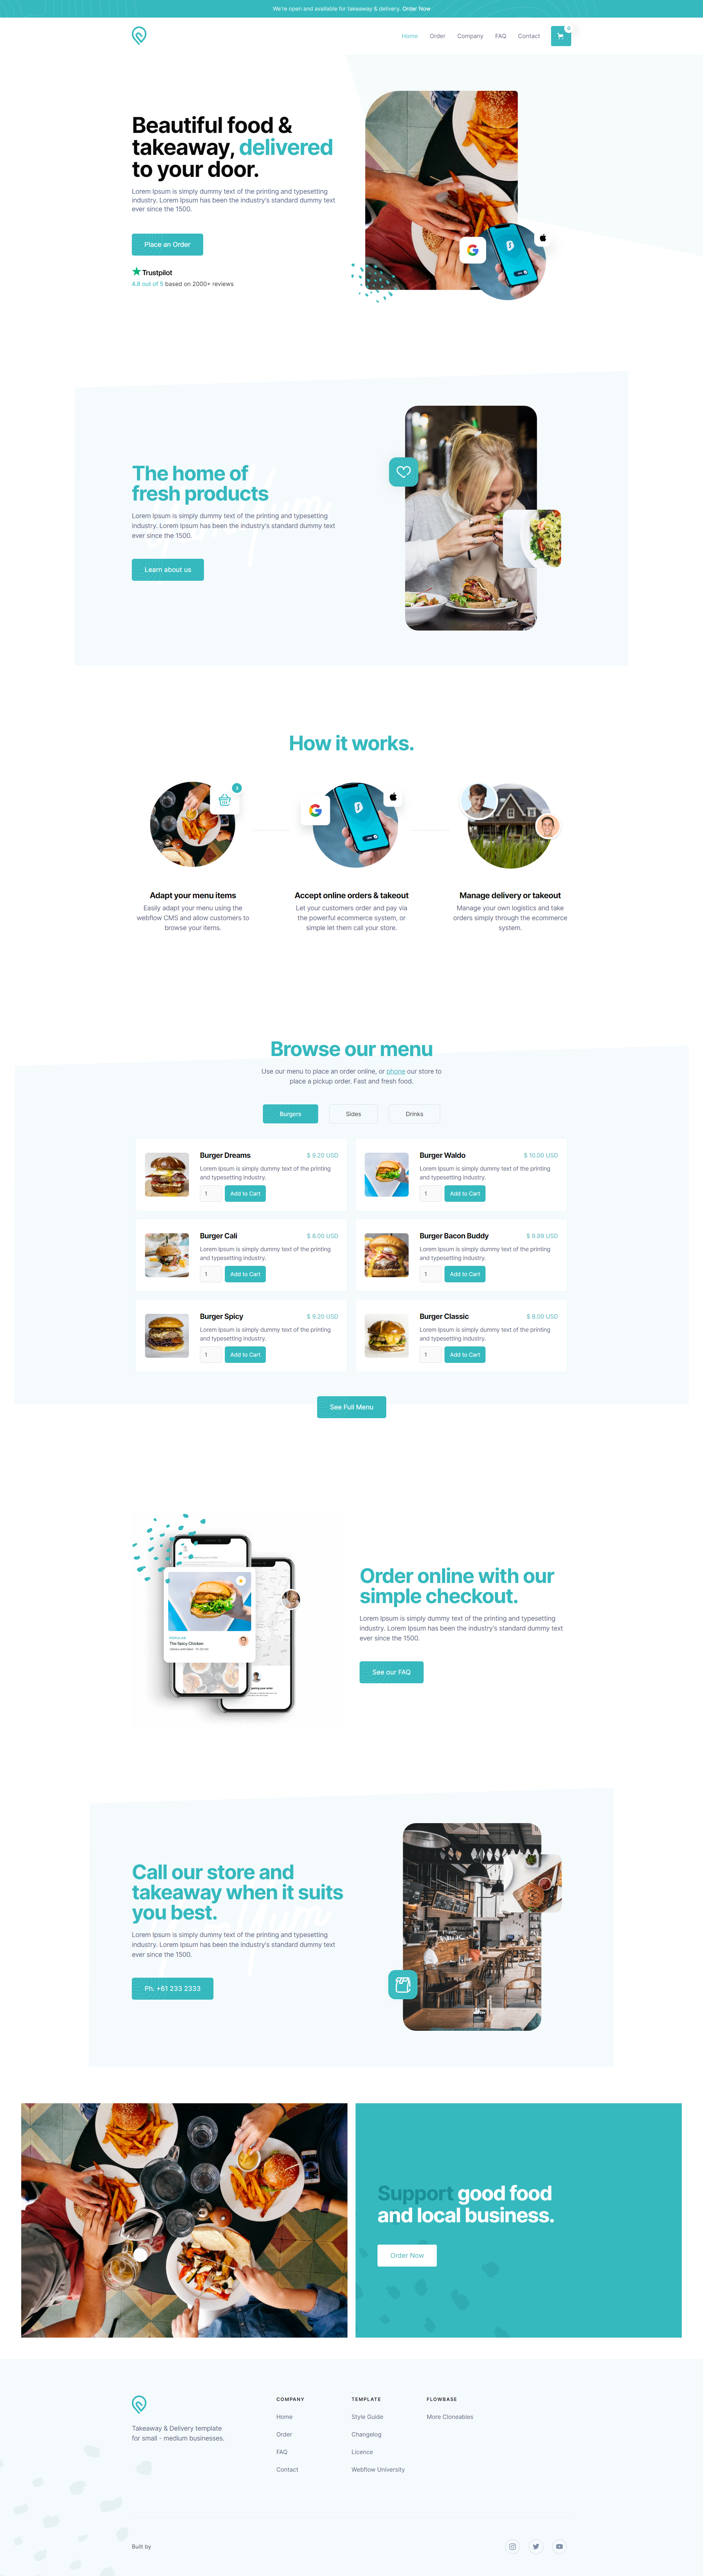 We're open and available for takeaway & delivery. Order Now
Home Order Company FAQ Contact 0
Beautiful food &
takeaway, delivered
to your door.
Lorem Ipsum is simply dummy text of the printing and typesetting
industry. Lorem Ipsum has been the industry's standard dummy text
ever since the 1500.
Place an Order
Trustpilot
4.8 out of 5 based on 2000+ reviews
The home of
fresh products
Lorem Ipsum is simply dummy text of the printing and typesetting
industry. Lorem Ipsum has been the industry's standard dummy text
ever since the 1500.
Learn about us
How it works.
Adapt your menu items
Easily adapt your menu using the
webflow CMS and allow customers to
browse your items.
Accept online orders & takeout
Let your customers order and pay via
the powerful ecommerce system, or
simple let them call your store.
Manage delivery or takeout
Manage your own logistics and take
orders simply through the ecommerce
system.
Browse our menu
Use our menu to place an order online, or phone our store to
place a pickup order. Fast and fresh food.
Burgers Sides Drinks
Burger Dreams $ 9.20 USD
Lorem Ipsum is simply dummy text of the printing
and typesetting industry.
1 Add to Cart
Burger Waldo $ 10.00 USD
Lorem Ipsum is simply dummy text of the printing
and typesetting industry.
1 Add to Cart
Burger Cali $ 8.00 USD
Lorem Ipsum is simply dummy text of the printing
and typesetting industry.
1 Add to Cart
Burger Bacon Buddy $ 9.99 USD
Lorem Ipsum is simply dummy text of the printing
and typesetting industry.
1 Add to Cart
Burger Spicy $ 9.20 USD
Lorem Ipsum is simply dummy text of the printing
and typesetting industry.
1 Add to Cart
Burger Classic $ 8.00 USD
Lorem Ipsum is simply dummy text of the printing
and typesetting industry.
1 Add to Cart
See Full Menu
POPULAR
The Spicy Chicken
Order online with our
simple checkout.
Lorem Ipsum is simply dummy text of the printing and typesetting
industry. Lorem Ipsum has been the industry's standard dummy text
ever since the 1500.
See our FAQ
Call our store and
takeaway when it suits
you best.
Lorem Ipsum is simply dummy text of the printing and typesetting
industry. Lorem Ipsum has been the industry's standard dummy text
ever since the 1500.
Ph. +61 233 2333
Support good food
and local business.
Order Now
Takeaway & Delivery template
for small - medium businesses.
COMPANY
Home
Order
FAQ
Contact
TEMPLATE
Style Guide
Changelog
Licence
Webflow University
FLOWBASE
More Cloneables
Built by